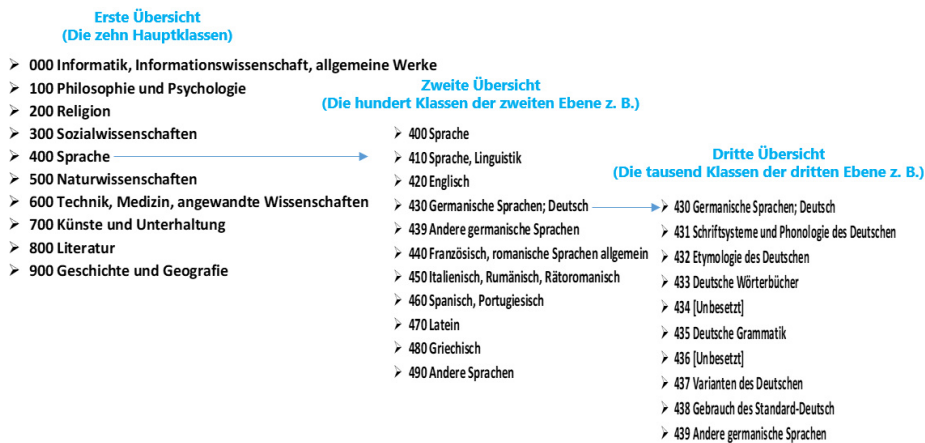 Erste Übersicht
(Die zehn Hauptklassen)
000 Informatik, Informationswissenschaft, allgemeine Werke
100 Philosophie und Psychologie
200 Religion
300 Sozialwissenschaften
400 Sprache
500 Naturwissenschaften
600 Technik, Medizin, angewandte Wissenschaften
700 Künste und Unterhaltung
800 Literatur
900 Geschichte und Geografie
Zweite Übersicht
(Die hundert Klassen der zweiten Ebene z. B.)
400 Sprache
410 Sprache, Linguistik
420 Englisch
430 Germanische Sprachen; Deutsch
439 Andere germanische Sprachen
440 Französisch, romanische Sprachen allgemein
450 Italienisch, Rumänisch, Rätoromanisch
460 Spanisch, Portugiesisch
470 Latein
480 Griechisch
490 Andere Sprachen
Dritte Übersicht
(Die tausend Klassen der dritten Ebene z. B.)
430 Germanische Sprachen; Deutsch
431 Schriftsysteme und Phonologie des Deutschen
432 Etymologie des Deutschen
433 Deutsche Wörterbücher
434 [Unbesetzt]
435 Deutsche Grammatik
436 [Unbesetzt]
437 Varianten des Deutschen
438 Gebrauch des Standard-Deutsch
439 Andere germanische Sprachen